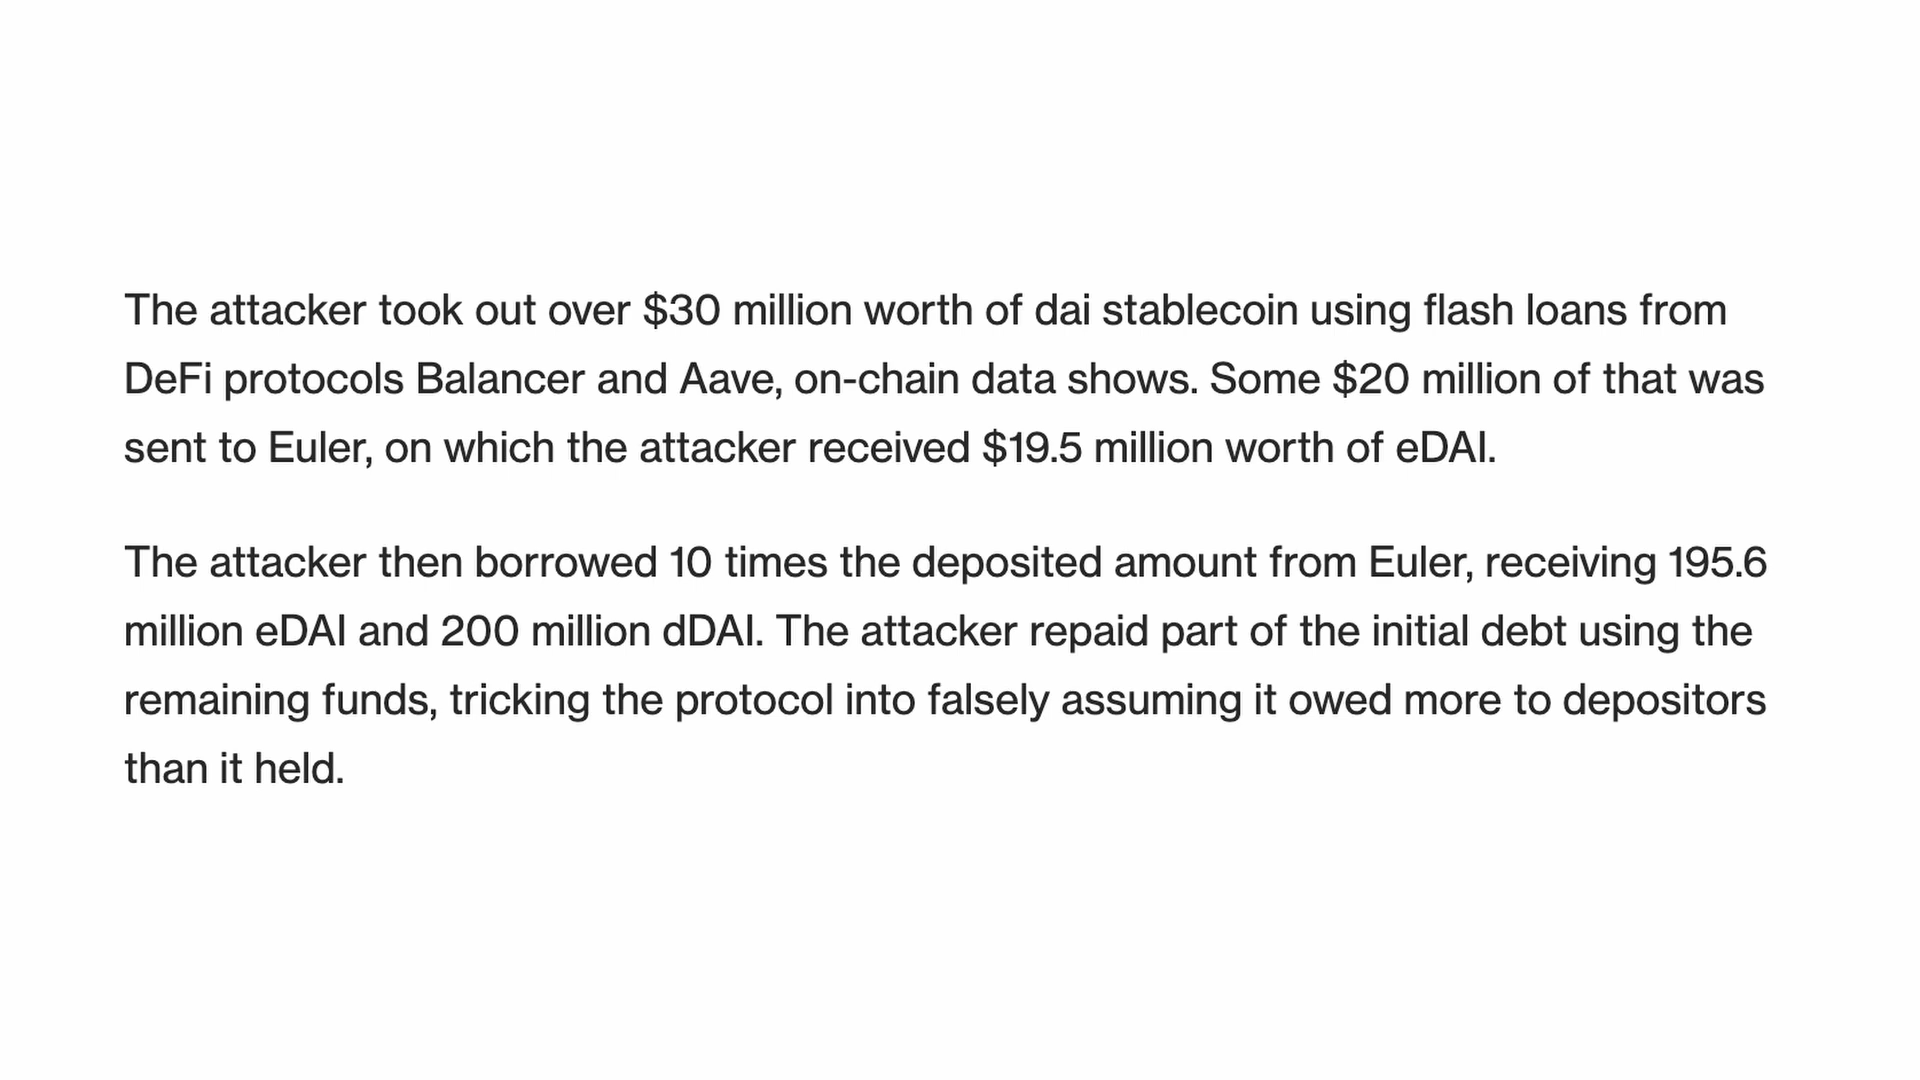 The attacker took out over $30 million worth of dai stablecoin using flash loans from
DeFi protocols Balancer and Aave, on-chain data shows. Some $20 million of that was
sent to Euler, on which the attacker received $19.5 million worth of eDAI.
The attacker then borrowed 10 times the deposited amount from Euler, receiving 195.6
million eDAI and 200 million dDAI. The attacker repaid part of the initial debt using the
remaining funds, tricking the protocol into falsely assuming it owed more to depositors
than it held.